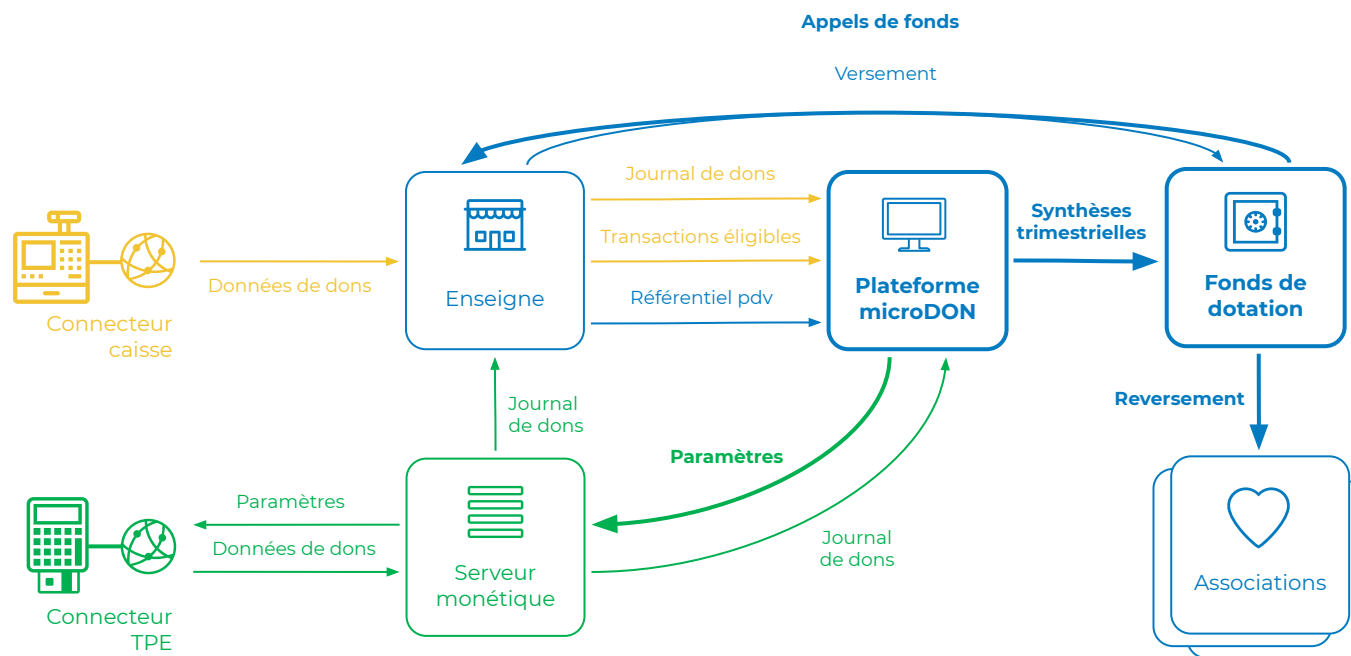 Appels de fonds
Versement
Journal de dons
Transactions éligibles
Référentiel pdv
Synthèses
trimestrielles
Données de dons
Enseigne
Plateforme
microDON
Fonds de
dotation
Connecteur
caisse
Journal
de dons
Reversement
Paramètres
Paramètres
Données de dons
Journal
de dons
Serveur
monétique
Associations
Connecteur
TPE